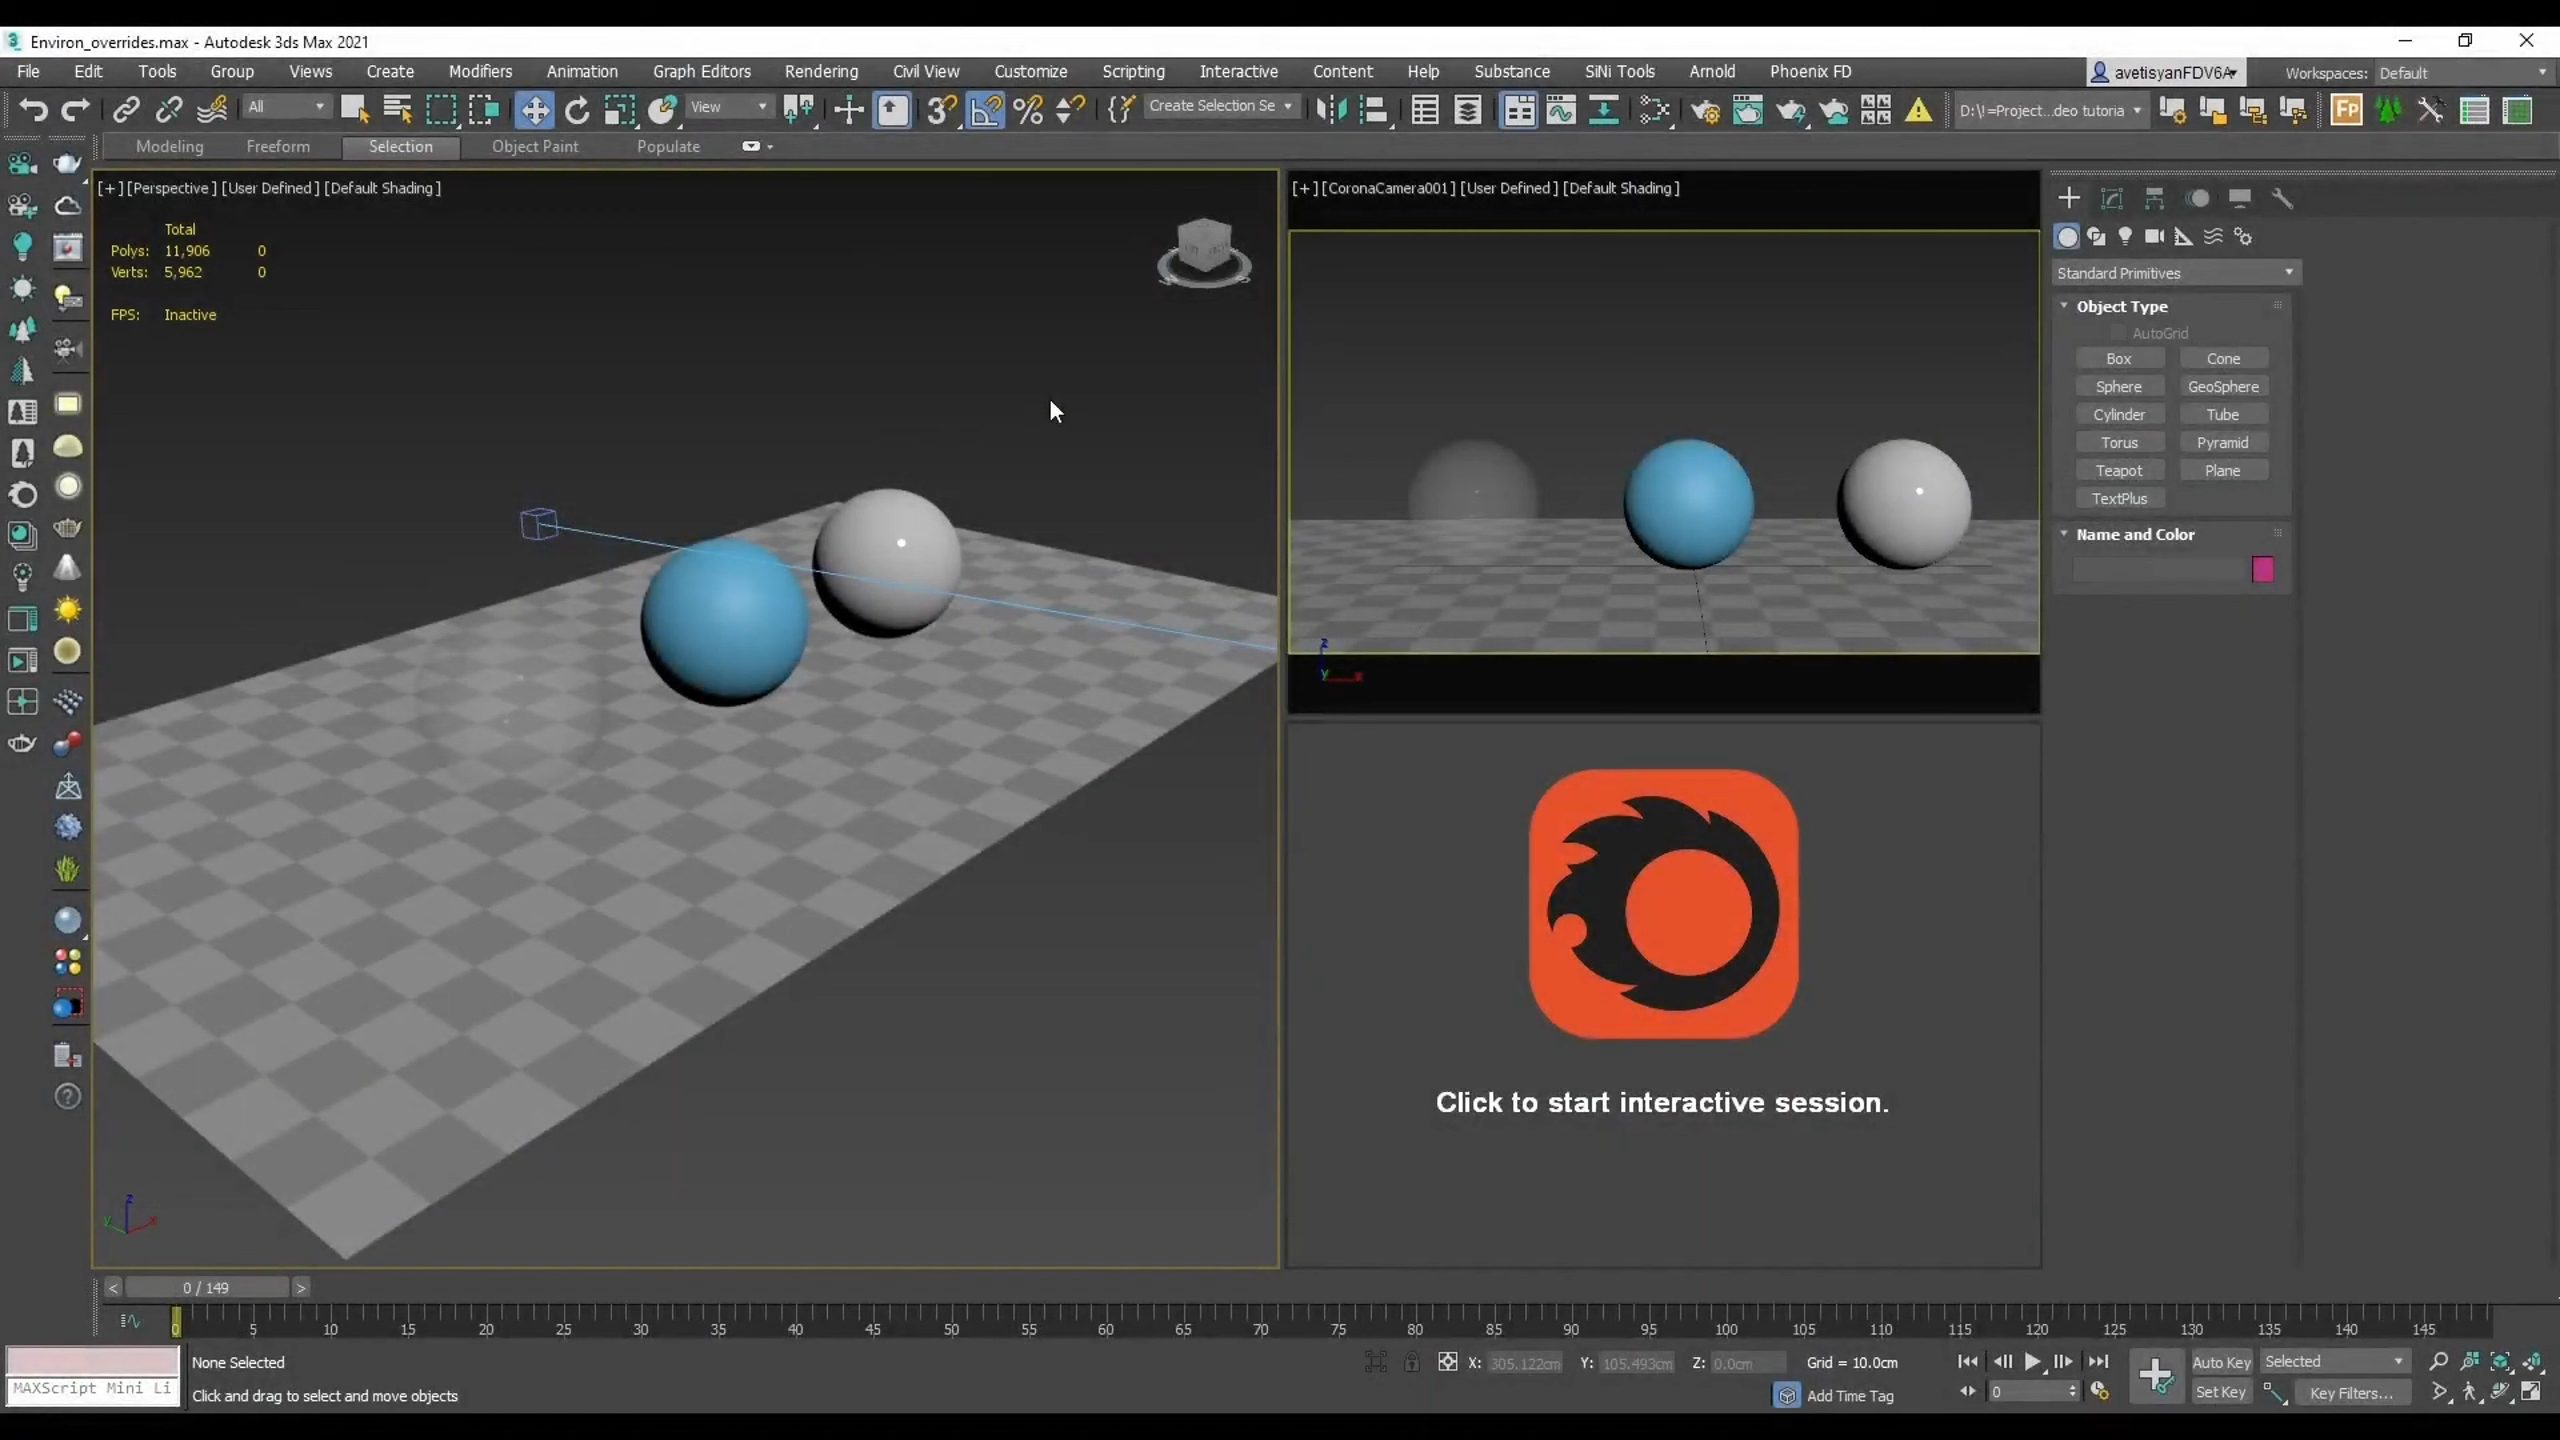 Environ_overrides.max - Autodesk 3ds Max 2021
File Edit Tools Group Views Create Modifiers Animation Graph Editors Rendering Civil View Customize Scripting Interactive Content Help Substance SiNi Tools Arnold Phoenix FD avetisyanFDV6A Workspaces: Default
All View Create Selection Se D:\!=Project...deo tutoria
Modeling Freeform Selection Object Paint Populate
[+] [Perspective ] [User Defined ] [Default Shading ]
Total
Polys: 11,906 0
Verts: 5,962 0
FPS: Inactive
[+] [CoronaCamera001] [User Defined ] [Default Shading ]
Standard Primitives
Object Type
AutoGrid
Box Cone
Sphere GeoSphere
Cylinder Tube
Torus Pyramid
Teapot Plane
TextPlus
Name and Color
z
y x
Click to start interactive session.
z
y x
< 0 / 149 >
0 5 10 15 20 25 30 35 40 45 50 55 60 65 70 75 80 85 90 95 100 105 110 115 120 125 130 135 140 145
None Selected X: 305.122cm Y: 105.493cm Z: 0.0cm Grid = 10.0cm Auto Key Selected
MAXScript Mini Li Click and drag to select and move objects Add Time Tag 0 Set Key Key Filters...